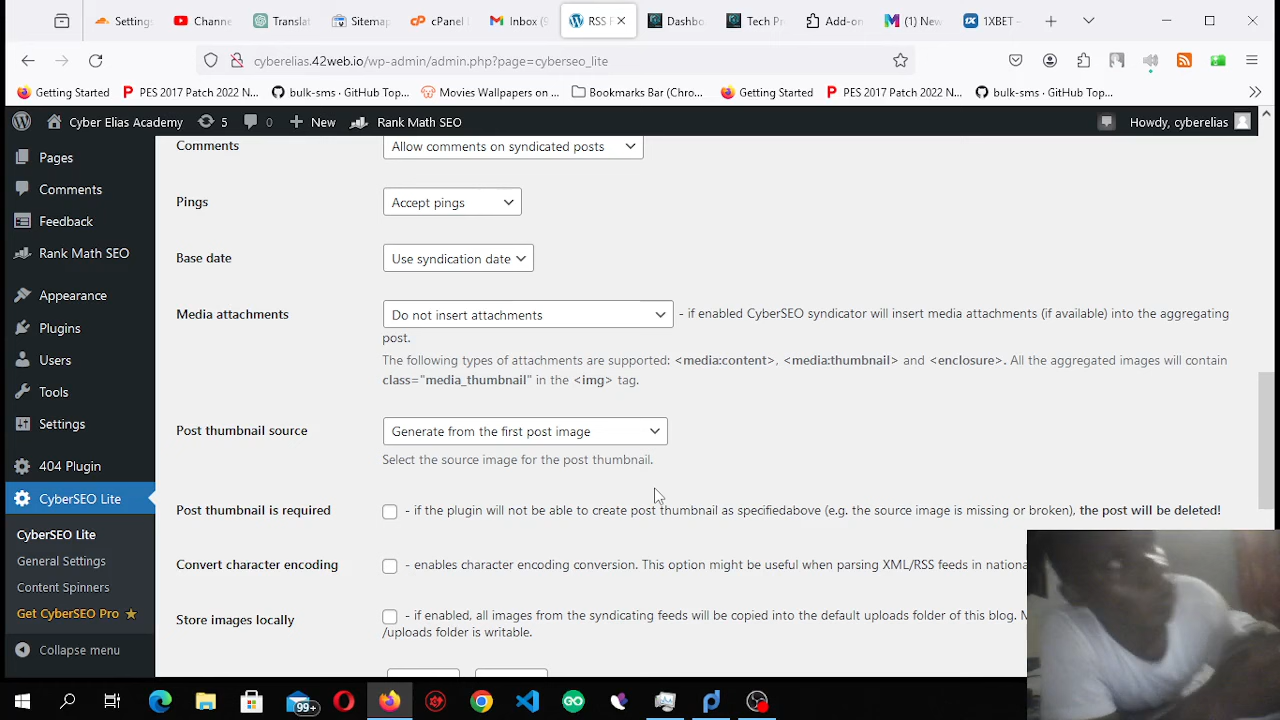 Settings
Channe
Translat
Sitemap
cPanel
Inbox (9
RSS F
Dashbo
Tech Pr
Add-on
(1) New
1XBET –
cyberelias.42web.io/wp-admin/admin.php?page=cyberseo_lite
Getting Started
PES 2017 Patch 2022 N...
bulk-sms · GitHub Top...
Movies Wallpapers on ...
Bookmarks Bar (Chro...
Getting Started
PES 2017 Patch 2022 N...
bulk-sms · GitHub Top...
Cyber Elias Academy
5
0
New
Rank Math SEO
Howdy, cyberelias
Pages
Comments
Feedback
Rank Math SEO
Appearance
Plugins
Users
Tools
Settings
404 Plugin
CyberSEO Lite
CyberSEO Lite
General Settings
Content Spinners
Get CyberSEO Pro
Collapse menu
Comments
Allow comments on syndicated posts
Pings
Accept pings
Base date
Use syndication date
Media attachments
Do not insert attachments
- if enabled CyberSEO syndicator will insert media attachments (if available) into the aggregating
post.
The following types of attachments are supported: <media:content>, <media:thumbnail> and <enclosure>. All the aggregated images will contain
class="media_thumbnail" in the <img> tag.
Post thumbnail source
Generate from the first post image
Select the source image for the post thumbnail.
Post thumbnail is required
- if the plugin will not be able to create post thumbnail as specifiedabove (e.g. the source image is missing or broken), the post will be deleted!
Convert character encoding
- enables character encoding conversion. This option might be useful when parsing XML/RSS feeds in nationa
Store images locally
- if enabled, all images from the syndicating feeds will be copied into the default uploads folder of this blog. M
/uploads folder is writable.
99+